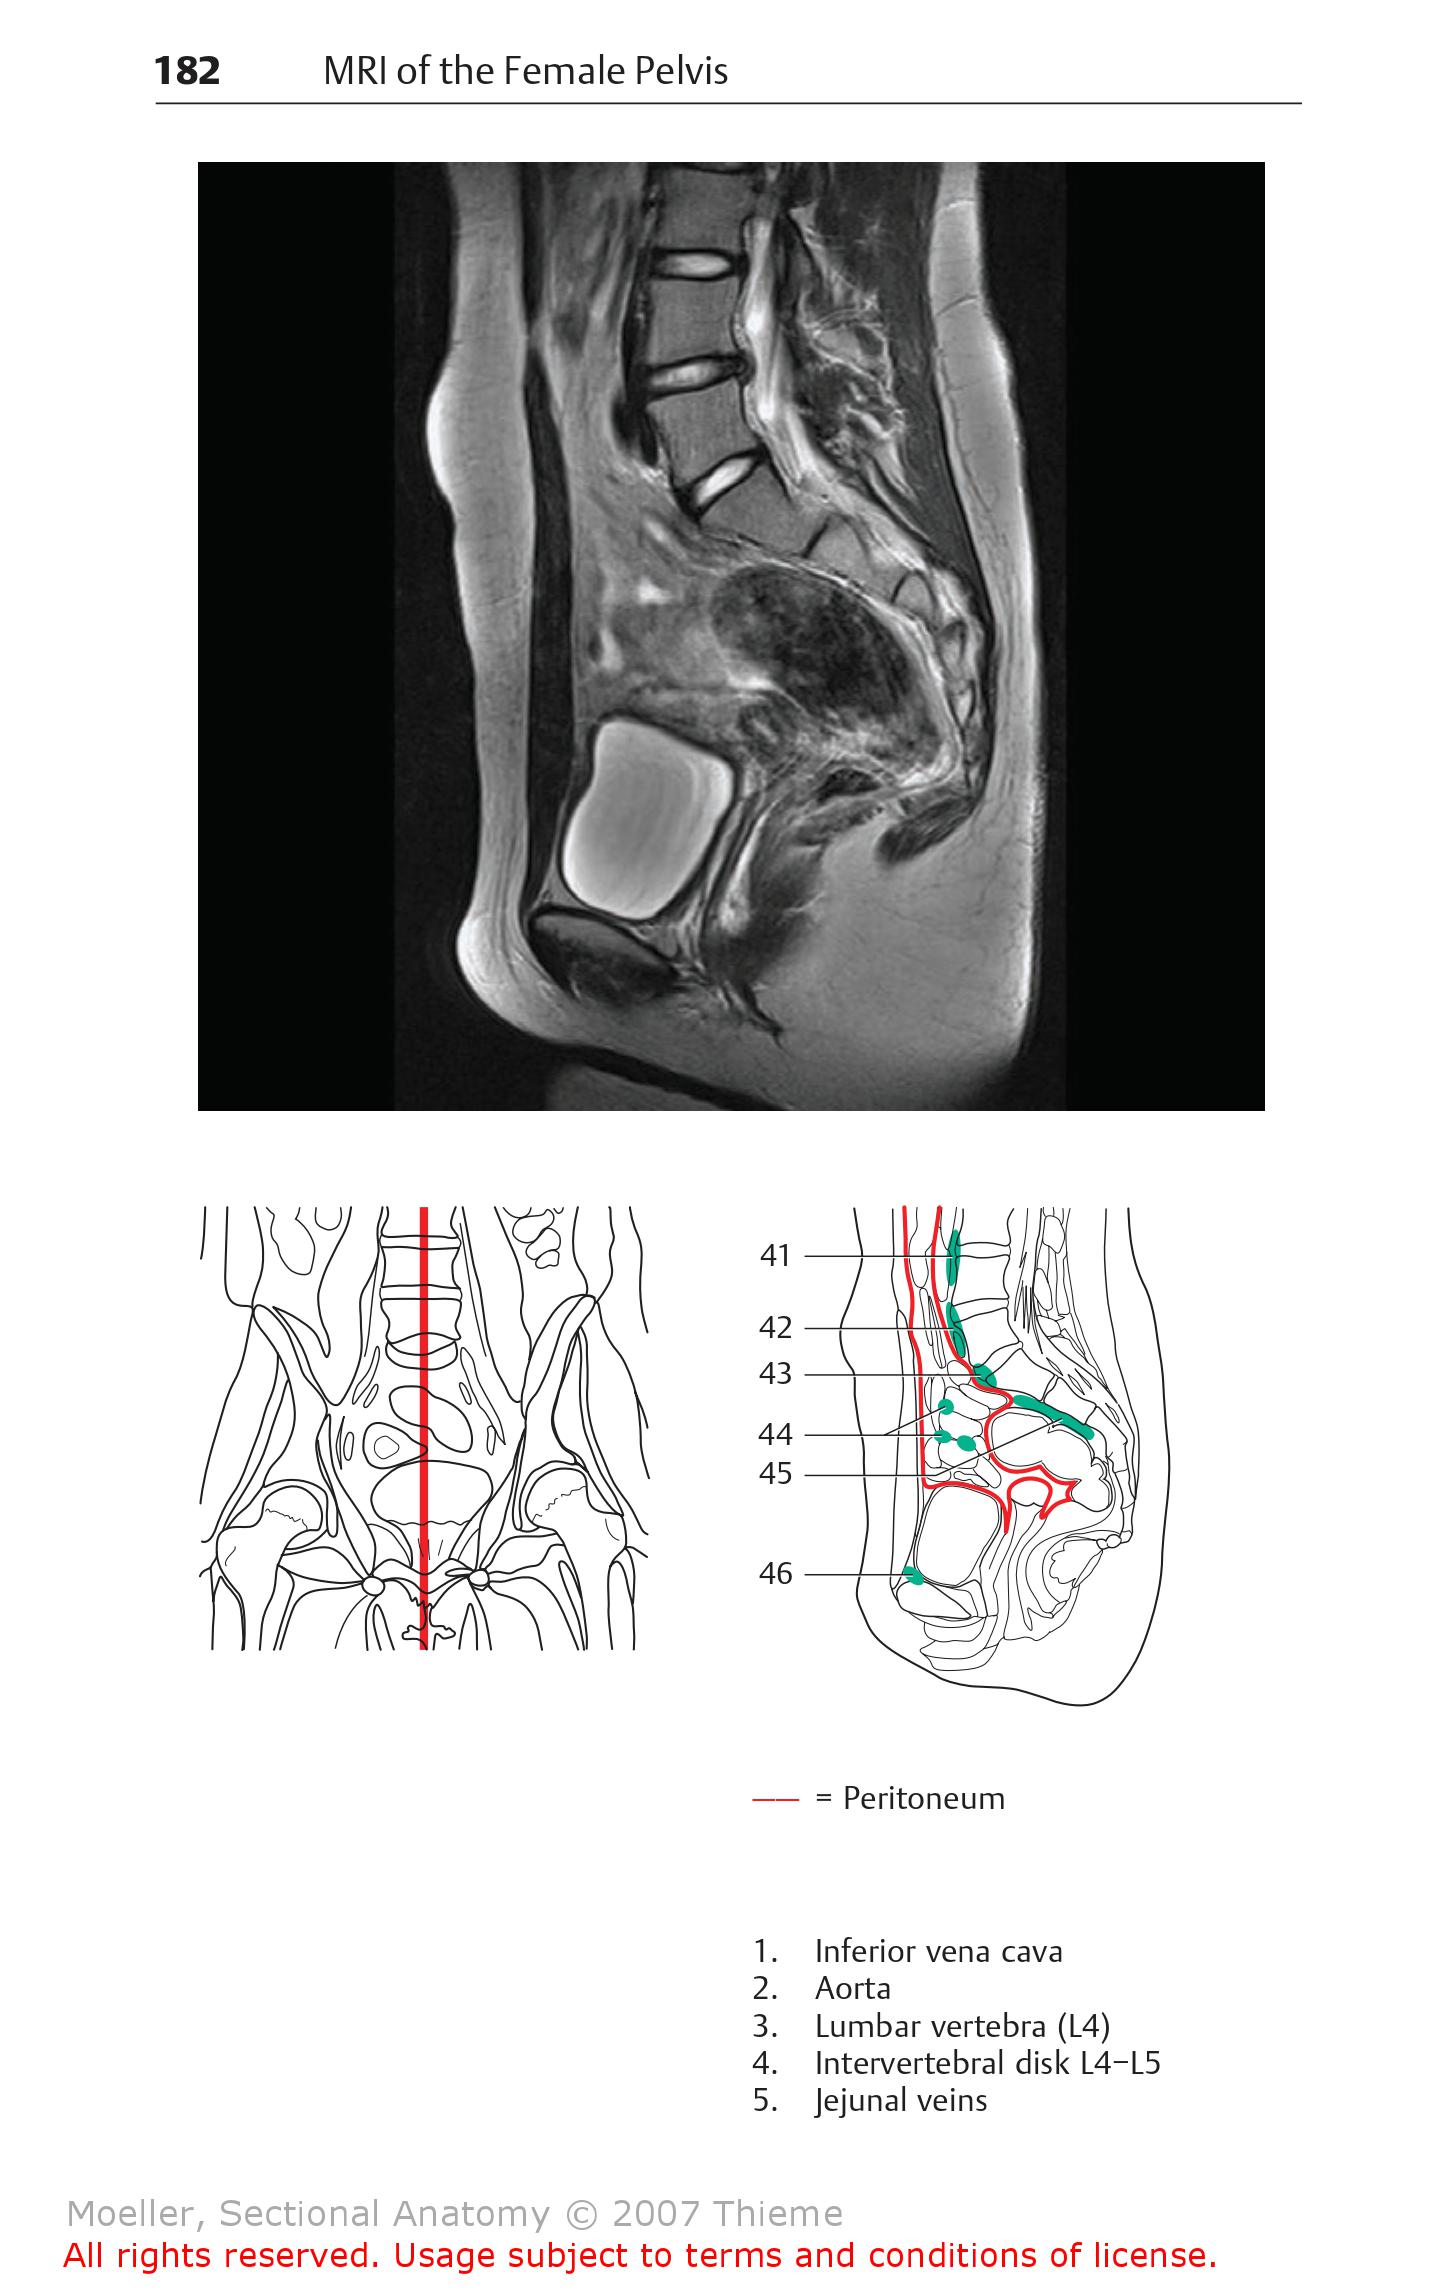 182 MRI of the Female Pelvis
41
42
43
44
45
46
= Peritoneum
1. Inferior vena cava
2. Aorta
3. Lumbar vertebra (L4)
4. Intervertebral disk L4–L5
5. Jejunal veins
Moeller, Sectional Anatomy © 2007 Thieme
All rights reserved. Usage subject to terms and conditions of license.